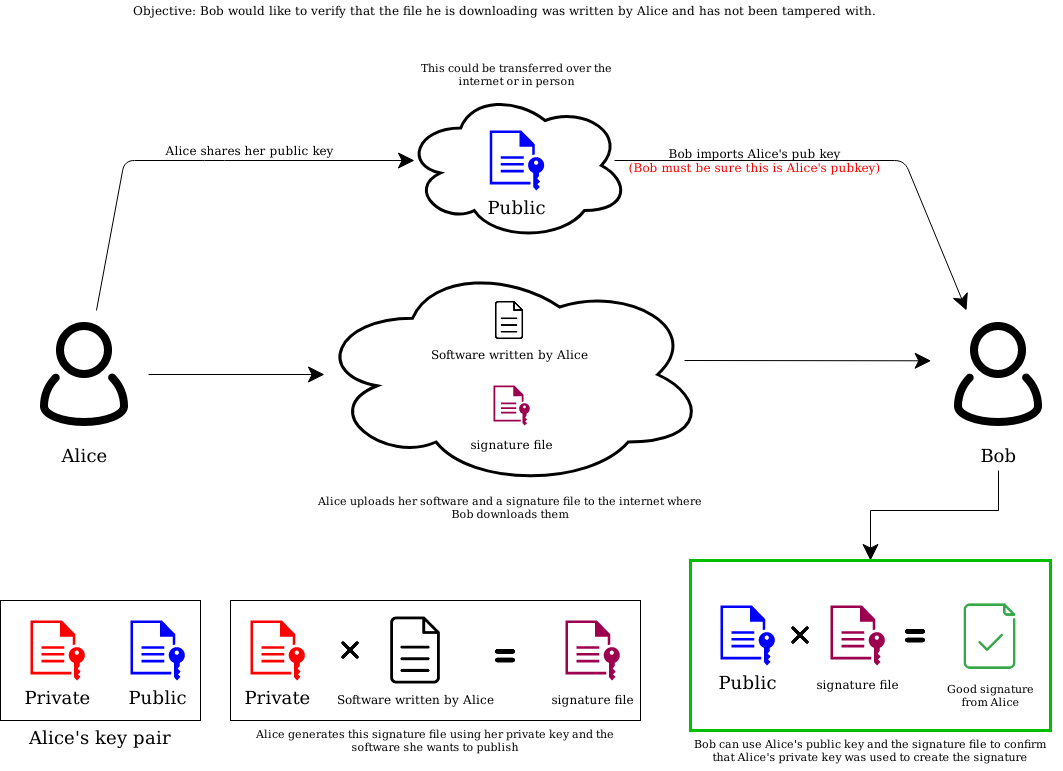 Objective: Bob would like to verify that the file he is downloading was written by Alice and has not been tampered with.
This could be transferred over the
internet or in person
Alice shares her public key
Bob imports Alice's pub key
(Bob must be sure this is Alice's pubkey)
Public
Software written by Alice
signature file
Alice
Bob
Alice uploads her software and a signature file to the internet where
Bob downloads them
Private
Public
Alice's key pair
Private
Software written by Alice
signature file
Alice generates this signature file using her private key and the
software she wants to publish
Public
signature file
Good signature
from Alice
Bob can use Alice's public key and the signature file to confirm
that Alice's private key was used to create the signature